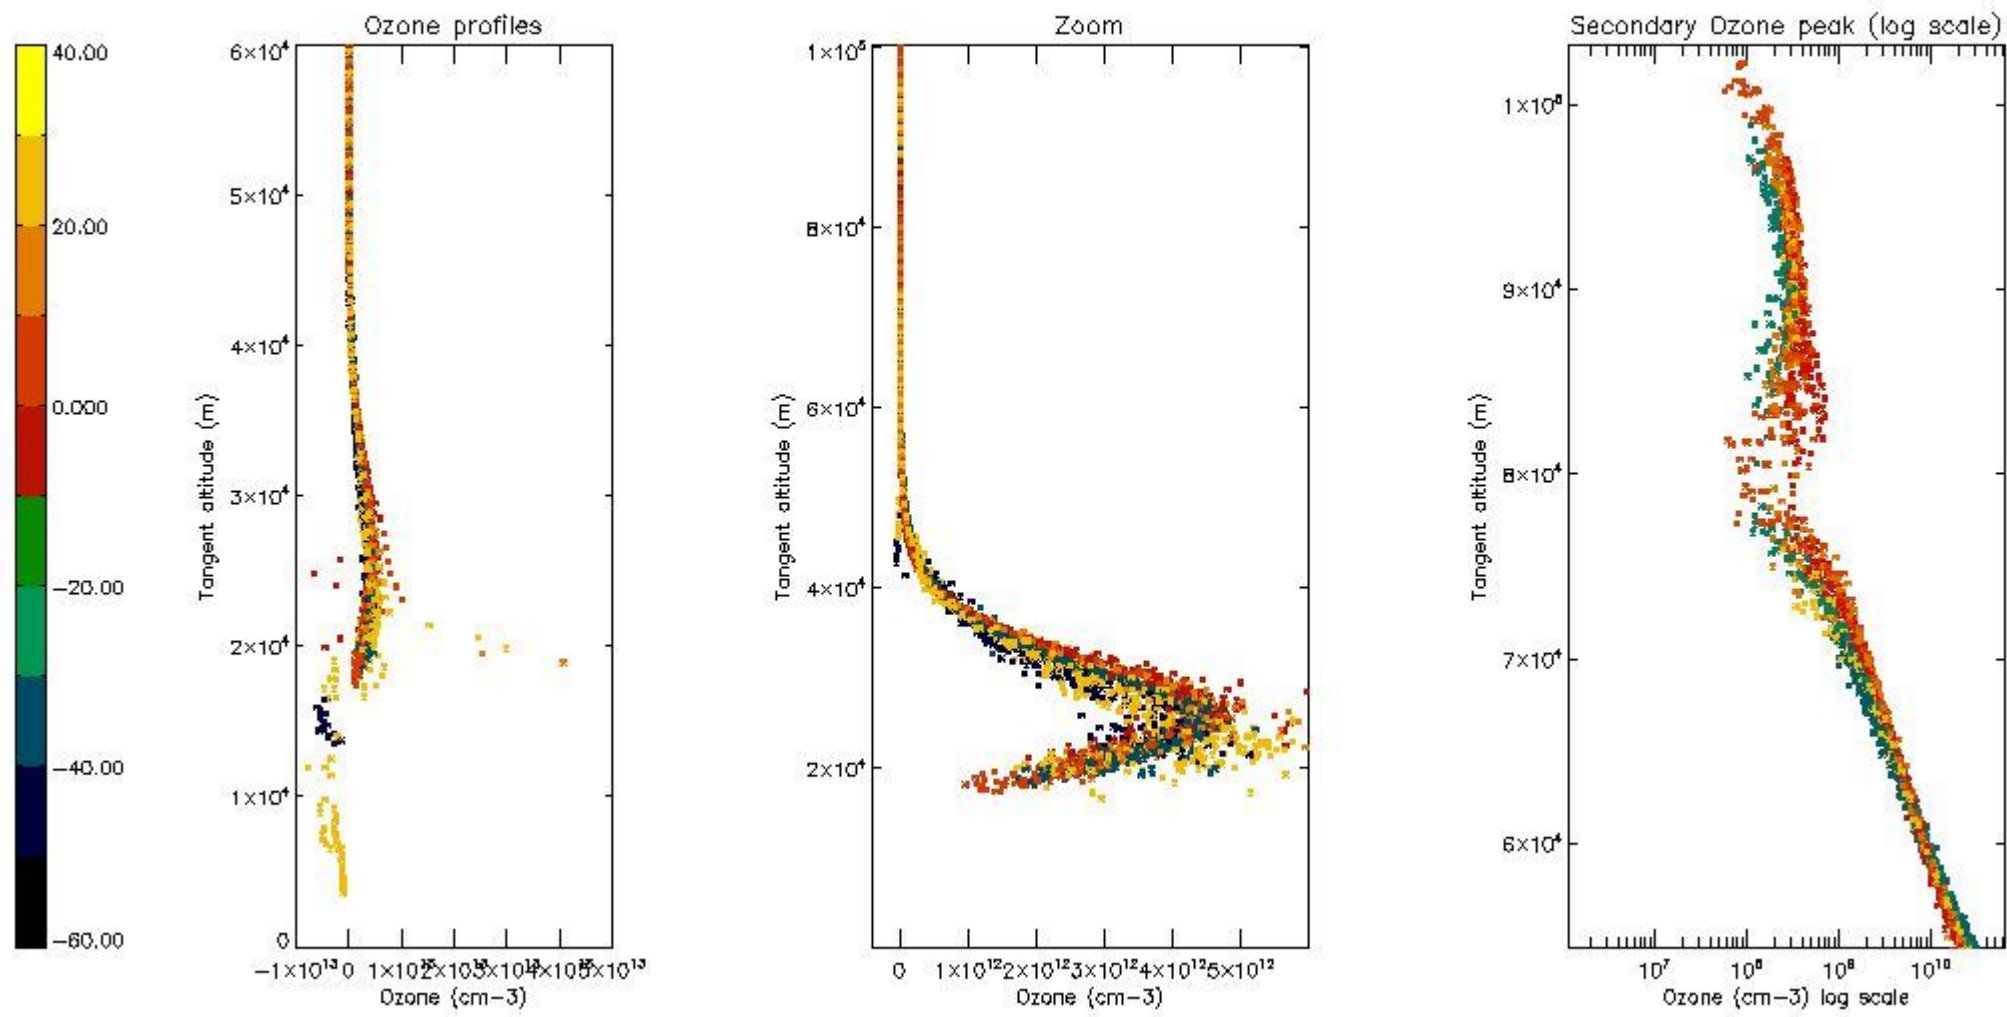 Ozone profiles
Zoom
Secondary Ozone peak (log scale)
40.00
20.00
0.000
−20.00
−40.00
−60.00
6×10⁴
5×10⁴
4×10⁴
3×10⁴
2×10⁴
1×10⁴
0
Tangent altitude (m)
−1×10¹³ 0
5×10¹³
Ozone (cm−3)
1×10⁵
8×10⁴
6×10⁴
4×10⁴
2×10⁴
Tangent altitude (m)
0 1×10¹² 2×10¹² 3×10¹² 4×10¹² 5×10¹²
Ozone (cm−3)
9×10⁴
8×10⁴
7×10⁴
6×10⁴
Tangent altitude (m)
10⁷ 10⁸ 10⁹ 10¹⁰
Ozone (cm−3) log scale